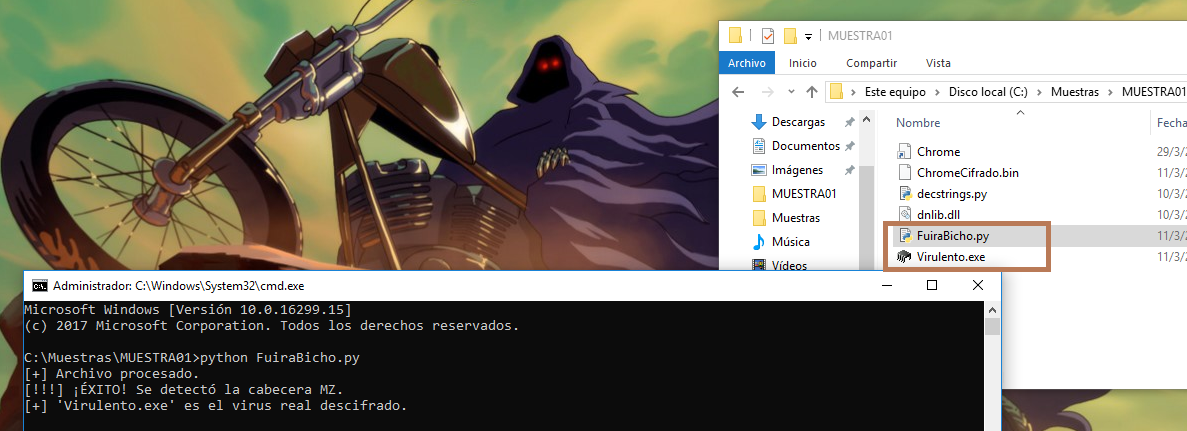 MUESTRA01
Archivo Inicio Compartir Vista
Este equipo Disco local (C:) Muestras MUESTRA01
Descargas
Documentos
Imágenes
MUESTRA01
Muestras
Música
Vídeos
Nombre Fecha
Chrome 29/3/2
ChromeCifrado.bin 11/3/2
decstrings.py 10/3/2
dnlib.dll 10/3/2
FuiraBicho.py 11/3/2
Virulento.exe 11/3/2
Administrador: C:\Windows\System32\cmd.exe
Microsoft Windows [Versión 10.0.16299.15]
(c) 2017 Microsoft Corporation. Todos los derechos reservados.
C:\Muestras\MUESTRA01>python FuiraBicho.py
[+] Archivo procesado.
[!!!] ¡ÉXITO! Se detectó la cabecera MZ.
[+] 'Virulento.exe' es el virus real descifrado.